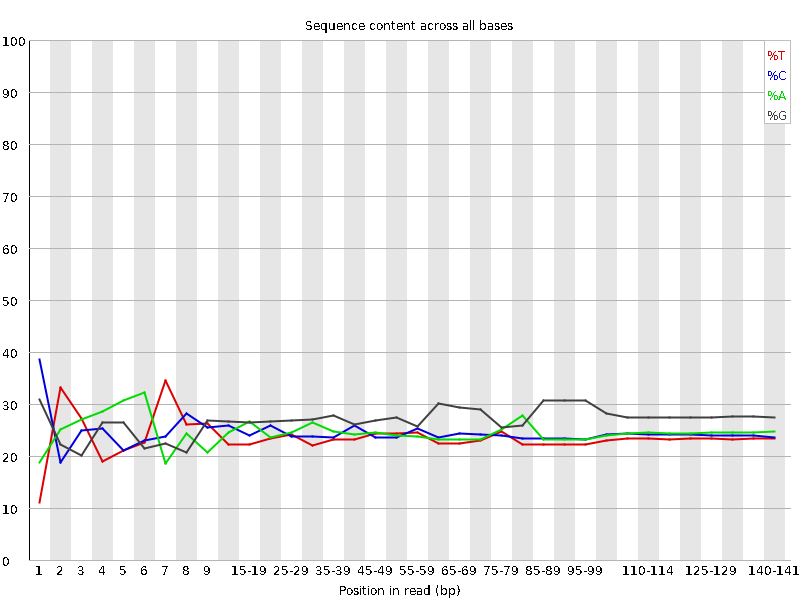 Sequence content across all bases
100
90
80
70
60
50
40
30
20
10
0
%T
%C
%A
%G
1 2 3 4 5 6 7 8 9 15-19 25-29 35-39 45-49 55-59 65-69 75-79 85-89 95-99 110-114 125-129 140-141
Position in read (bp)